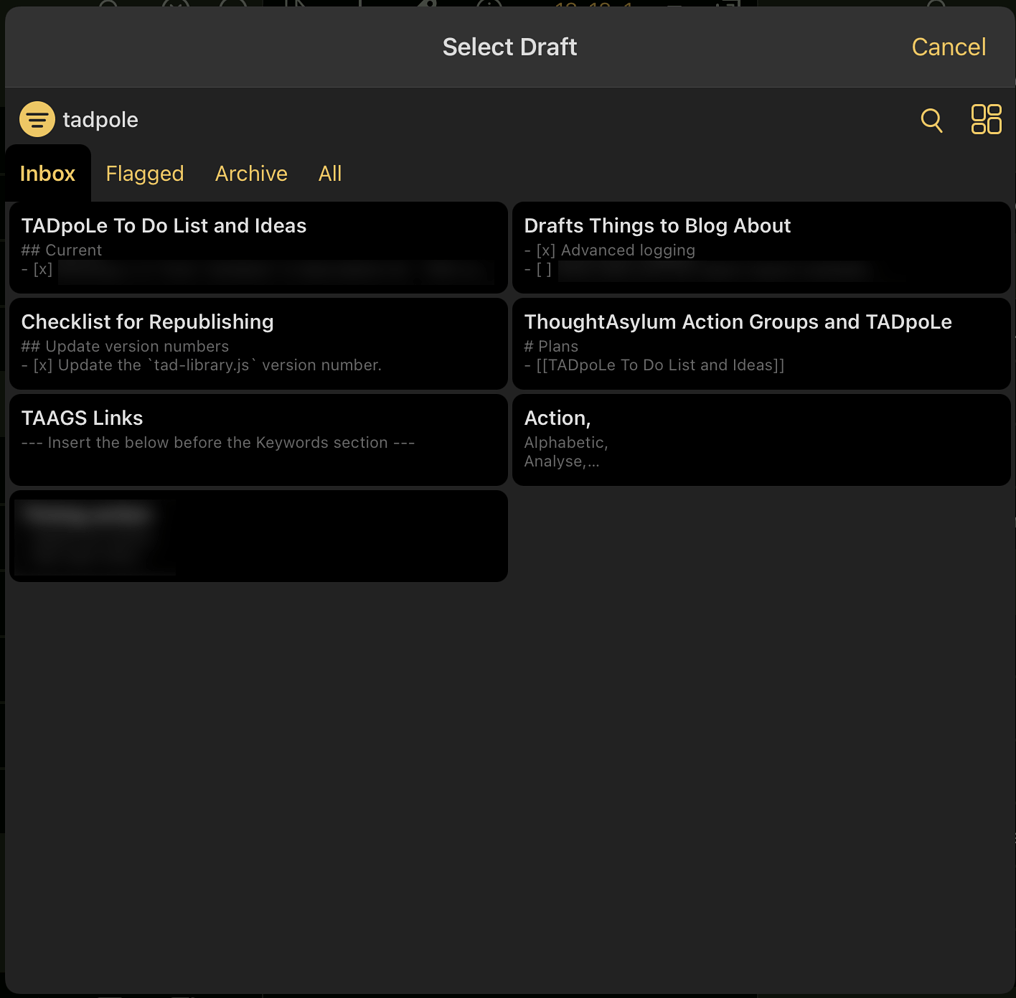 Select Draft
Cancel
tadpole
Inbox
Flagged
Archive
All
TADpoLe To Do List and Ideas
## Current
- [x]
Drafts Things to Blog About
- [x] Advanced logging
- [ ]
Checklist for Republishing
## Update version numbers
- [x] Update the `tad-library.js` version number.
ThoughtAsylum Action Groups and TADpoLe
# Plans
- [[TADpoLe To Do List and Ideas]]
TAAGS Links
--- Insert the below before the Keywords section ---
Action,
Alphabetic,
Analyse,...